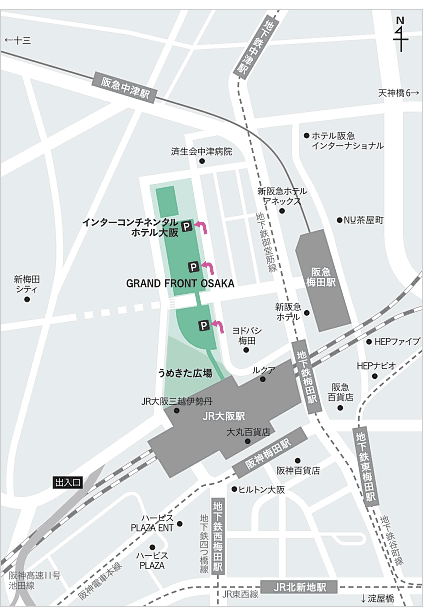 N
←十三
地下鉄中津駅
阪急中津駅
天神橋6→
ホテル阪急
インターナショナル
済生会中津病院
新阪急ホテル
アネックス
NU茶屋町
インターコンチネンタル
ホテル大阪
P
地下鉄御堂筋線
阪急
梅田駅
P
GRAND FRONT OSAKA
新梅田
シティ
新阪急
ホテル
P
ヨドバシ
梅田
HEPファイブ
地下鉄梅田駅
HEPナビオ
うめきた広場
ルクア
阪急
百貨店
JR大阪三越伊勢丹
JR大阪駅
大丸百貨店
阪神梅田駅
地下鉄東梅田駅
阪神百貨店
出入口
ヒルトン大阪
ハービス
PLAZA ENT
地下鉄四つ橋線
地下鉄西梅田駅
地下鉄谷町線
ハービス
PLAZA
阪神高速11号
池田線
阪神電車本線
JR東西線
JR北新地駅
↓淀屋橋